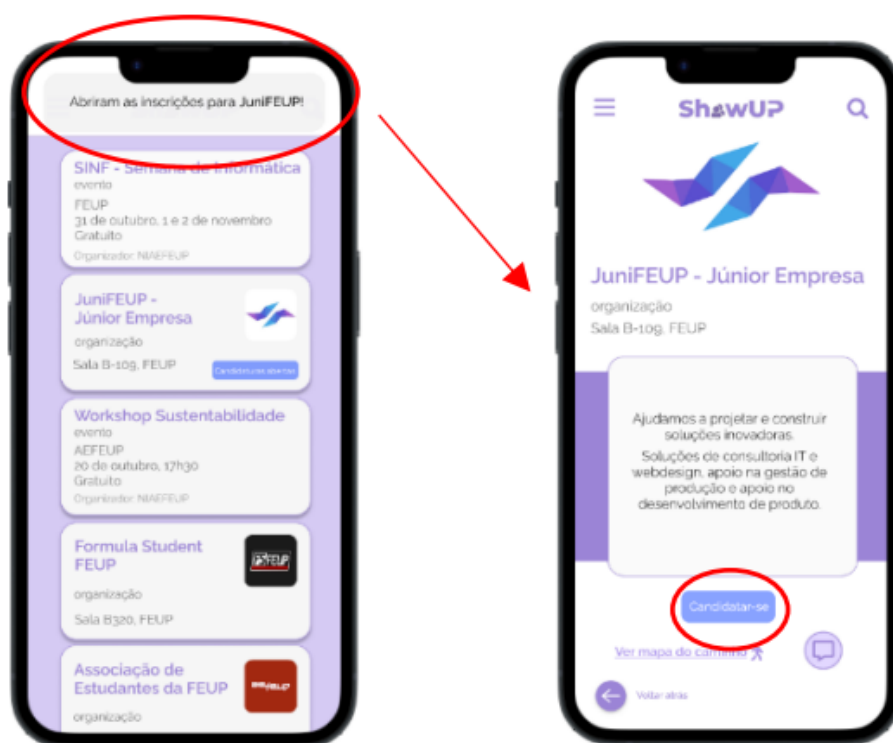 Abriram as inscrições para JuniFEUP!
SINF - Semana de Informática
evento
FEUP
31 de outubro, 1 e 2 de novembro
Gratuito
Organizador: NIAEFEUP
JuniFEUP -
Júnior Empresa
organização
Sala B-109, FEUP
Candidaturas abertas
Workshop Sustentabilidade
evento
AEFEUP
20 de outubro, 17h30
Gratuito
Organizador: NIAEFEUP
Formula Student
FEUP
organização
Sala B320, FEUP
Associação de
Estudantes da FEUP
organização
ShowUP
JuniFEUP - Júnior Empresa
organização
Sala B-109, FEUP
Ajudamos a projetar e construir
soluções inovadoras.
Soluções de consultoria IT e
webdesign, apoio na gestão de
produção e apoio no
desenvolvimento de produto.
Candidatar-se
Ver mapa do caminho
Voltar atrás